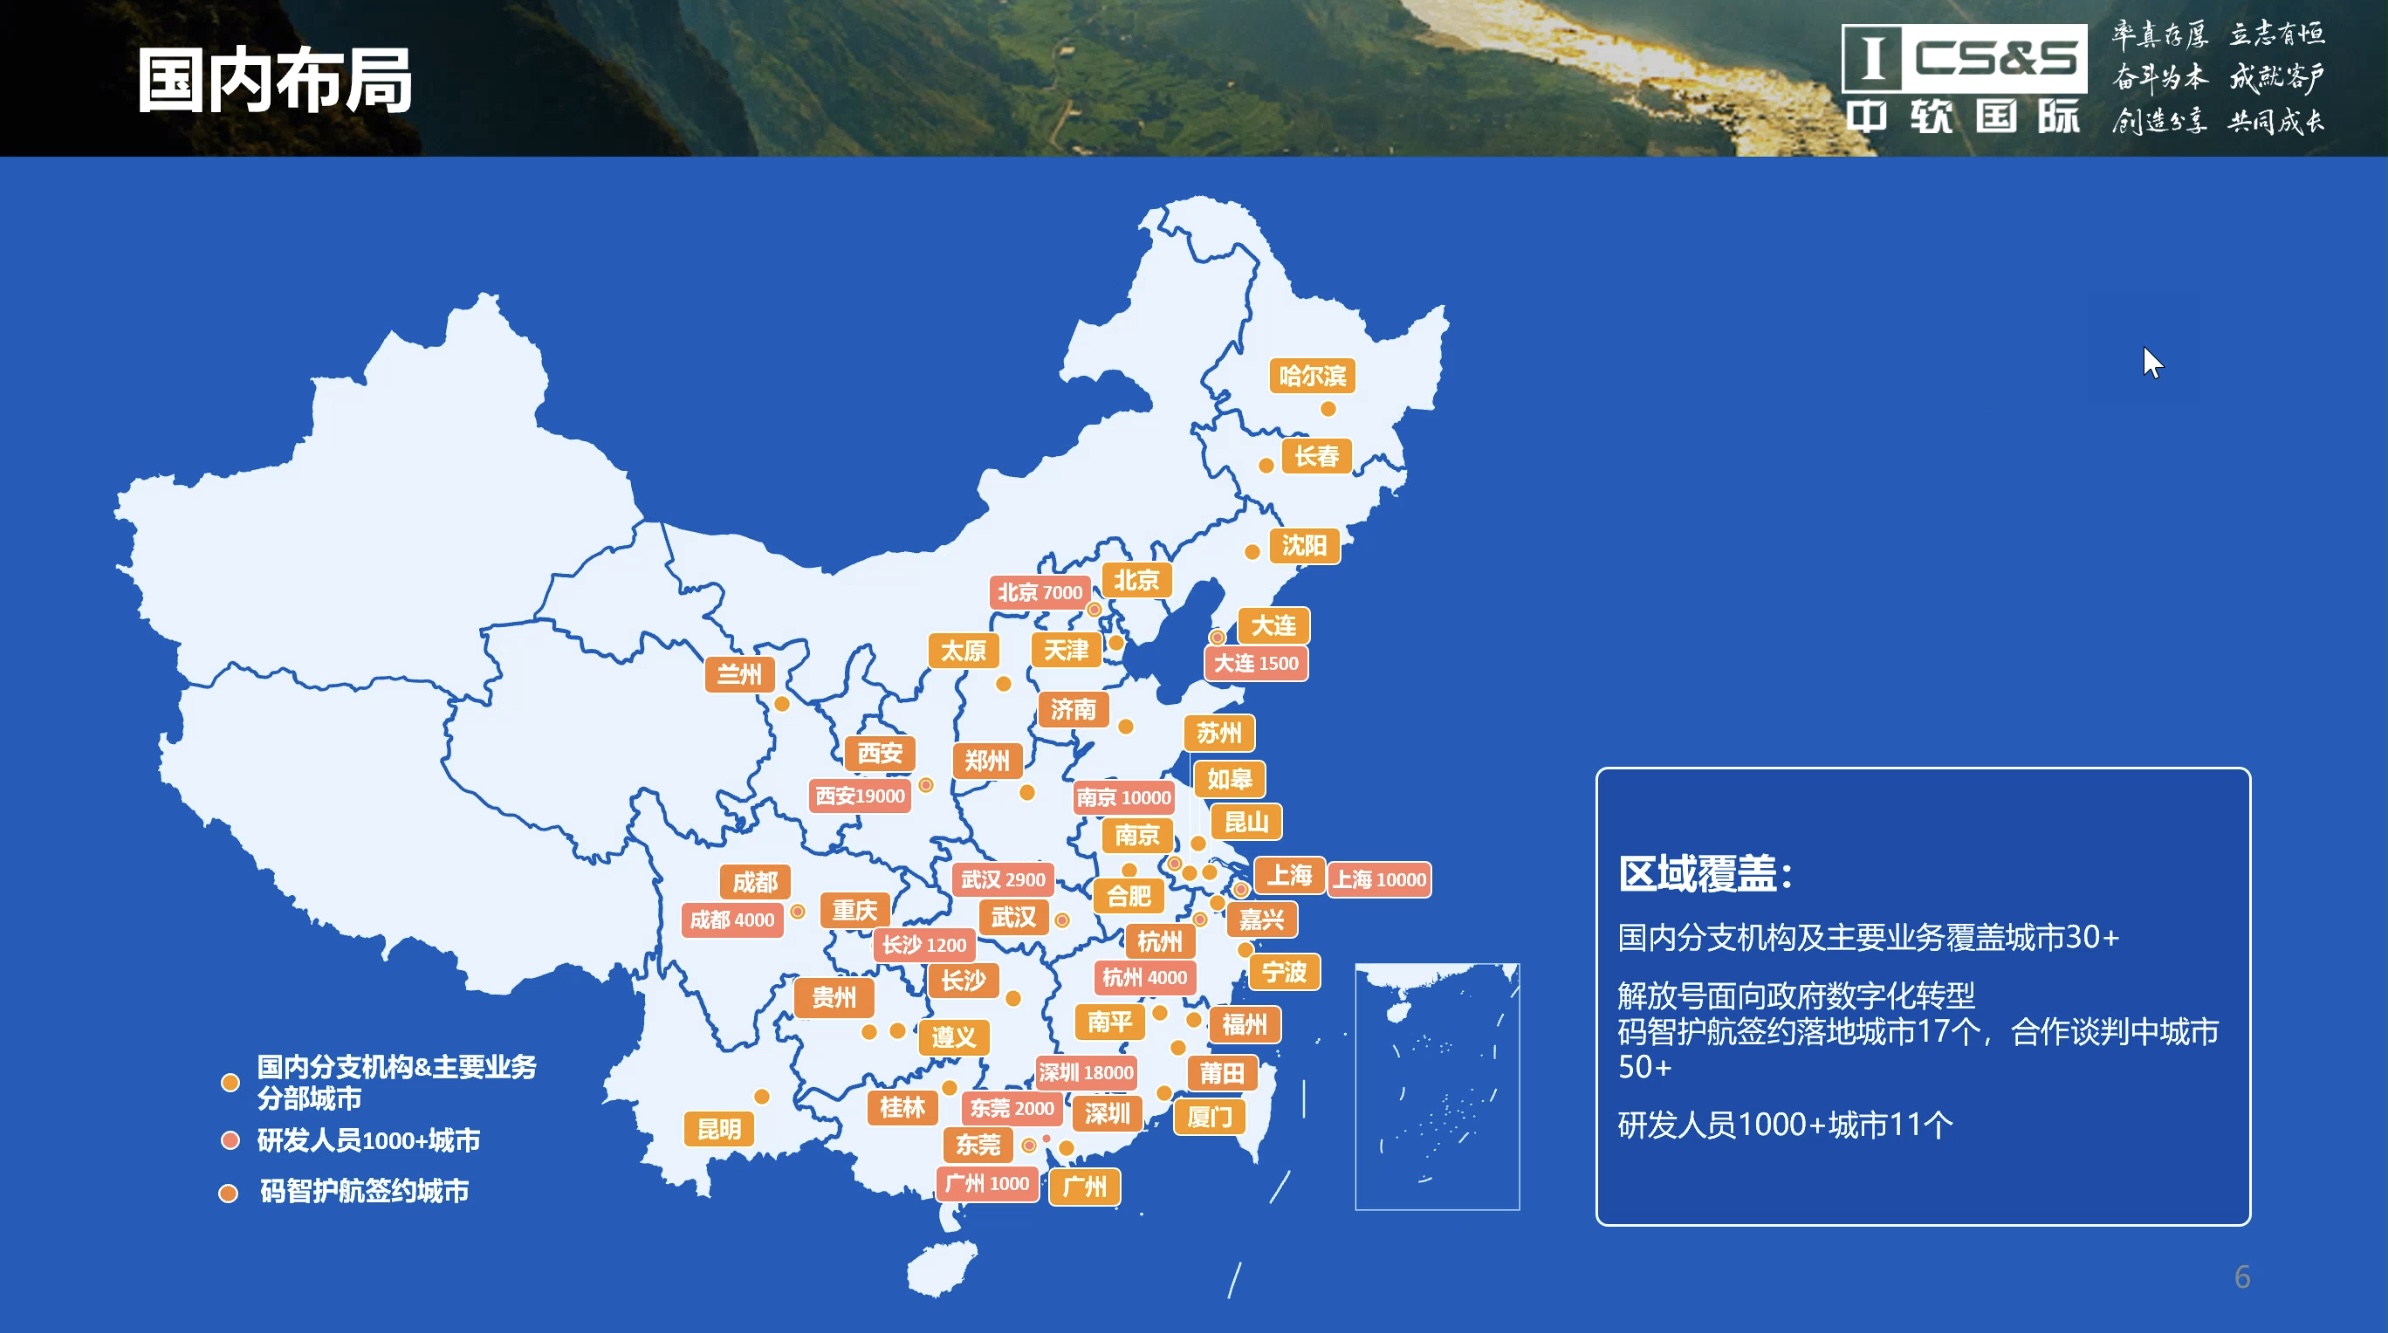 国内布局
I CS&S
中软国际
率真存厚 立志有恒
奋斗为本 成就客户
创造分享 共同成长
哈尔滨
长春
沈阳
北京
北京 7000
大连
太原
天津
大连 1500
兰州
济南
苏州
西安
郑州
如皋
西安19000
南京 10000
昆山
南京
上海
上海 10000
成都
武汉 2900
合肥
重庆
成都 4000
武汉
嘉兴
长沙 1200
杭州
宁波
杭州 4000
长沙
贵州
南平
福州
遵义
深圳 18000
莆田
桂林
东莞 2000
深圳
厦门
昆明
东莞
广州 1000
广州
国内分支机构&主要业务
分部城市
研发人员1000+城市
码智护航签约城市
区域覆盖：
国内分支机构及主要业务覆盖城市30+
解放号面向政府数字化转型
码智护航签约落地城市17个，合作谈判中城市
50+
研发人员1000+城市11个
6